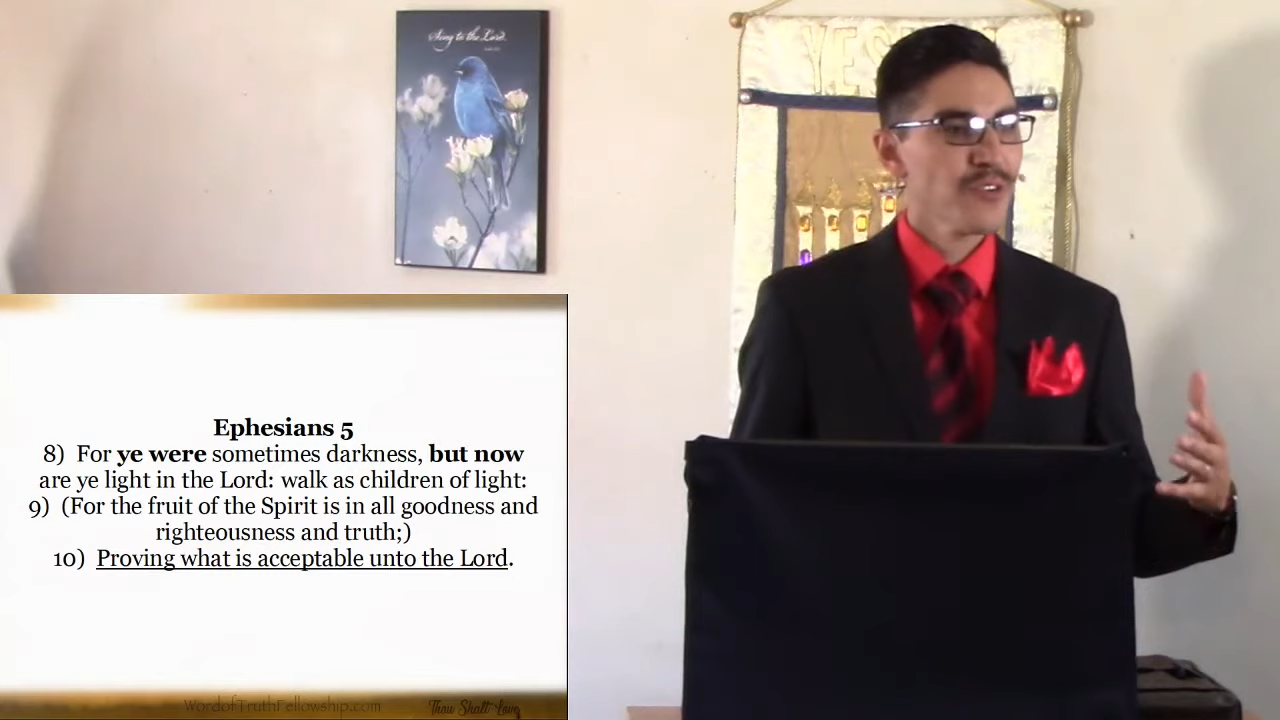 Sing to the Lord
YES
Ephesians 5
8) For ye were sometimes darkness, but now
are ye light in the Lord: walk as children of light:
9) (For the fruit of the Spirit is in all goodness and
righteousness and truth;)
10) Proving what is acceptable unto the Lord.
WordofTruthFellowship.com
Thou Shalt Love